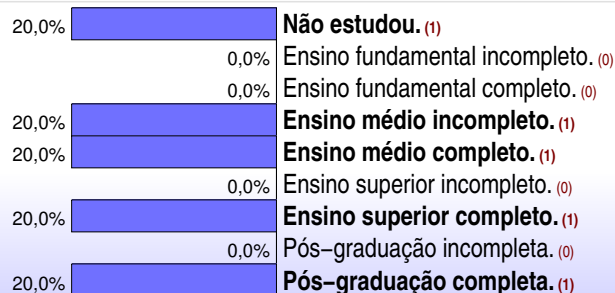 20,0% Não estudou. (1)
0,0% Ensino fundamental incompleto. (0)
0,0% Ensino fundamental completo. (0)
20,0% Ensino médio incompleto. (1)
20,0% Ensino médio completo. (1)
0,0% Ensino superior incompleto. (0)
20,0% Ensino superior completo. (1)
0,0% Pós−graduação incompleta. (0)
20,0% Pós−graduação completa. (1)